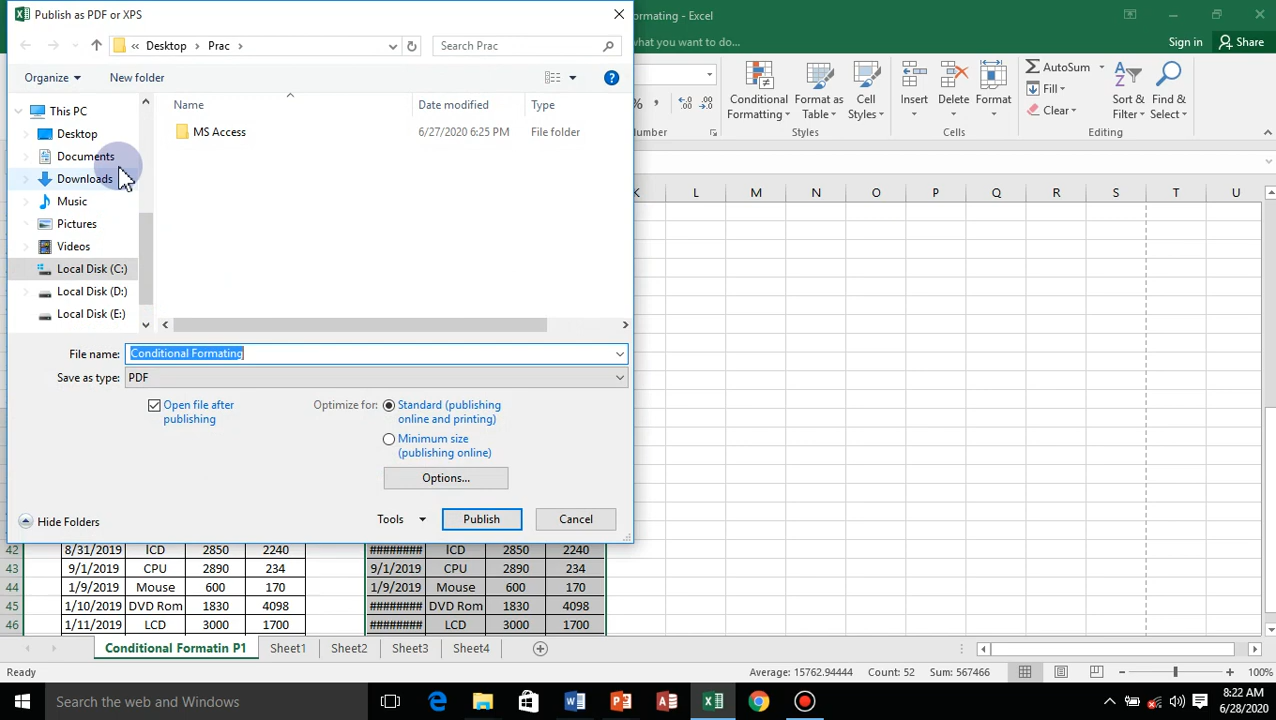 Publish as PDF or XPS
formating - Excel
« Desktop › Prac ›
Search Prac
what you want to do...
Sign in
Share
Organize
New folder
Name
Date modified
Type
MS Access
6/27/2020 6:25 PM
File folder
This PC
Desktop
Documents
Downloads
Music
Pictures
Videos
Local Disk (C:)
Local Disk (D:)
Local Disk (E:)
Conditional
Formatting
Format as
Table
Cell
Styles
Insert
Delete
Format
AutoSum
Fill
Clear
Sort &
Filter
Find &
Select
Number
Styles
Cells
Editing
K L M N O P Q R S T U
File name: Conditional Formating
Save as type: PDF
Open file after
publishing
Optimize for:
Standard (publishing
online and printing)
Minimum size
(publishing online)
Options...
Hide Folders
Tools
Publish
Cancel
42 8/31/2019 ICD 2850 2240 ######## ICD 2850 2240
43 9/1/2019 CPU 2890 234 9/1/2019 CPU 2890 234
44 1/9/2019 Mouse 600 170 1/9/2019 Mouse 600 170
45 1/10/2019 DVD Rom 1830 4098 ######## DVD Rom 1830 4098
46 1/11/2019 LCD 3000 1700 ######## LCD 3000 1700
Conditional Formatin P1 Sheet1 Sheet2 Sheet3 Sheet4
Ready
Average: 15762.94444 Count: 52 Sum: 567466
100%
Search the web and Windows
8:22 AM
6/28/2020